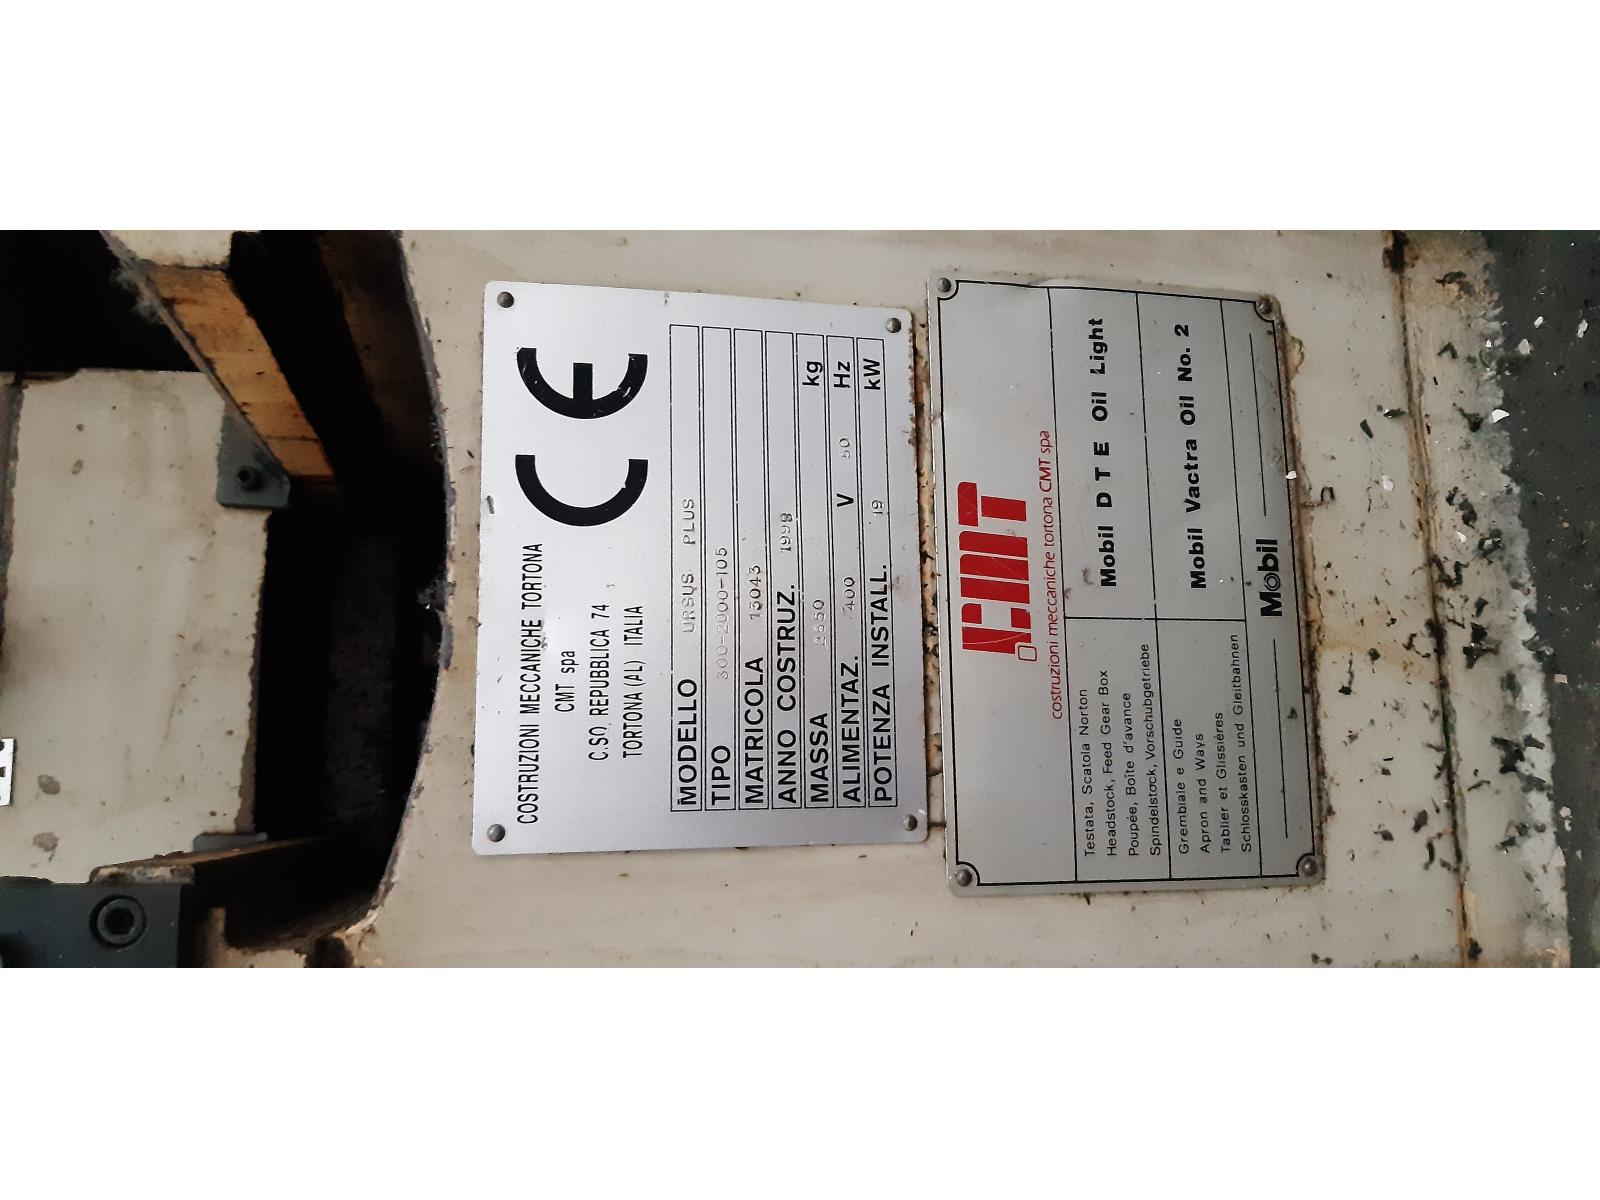 COSTRUZIONI MECCANICHE TORTONA
CMT spa
C.SO. REPUBBLICA 74
TORTONA (AL) ITALIA
CE
MODELLO URSUS PLUS
TIPO 300-2000-105
MATRICOLA 13043
ANNO COSTRUZ. 1998
MASSA kg
ALIMENTAZ. 400 V 50 Hz
POTENZA INSTALL. 19 kW
CMT
costruzioni meccaniche tortona CMT spa
Testata, Scatola Norton
Headstock, Feed Gear Box
Poupée, Boîte d'avance
Spindelstock, Vorschubgetriebe
Mobil D T E Oil Light
Grembiale e Guide
Apron and Ways
Tablier et Glissières
Schlosskasten und Gleitbahnen
Mobil Vactra Oil No. 2
Mobil